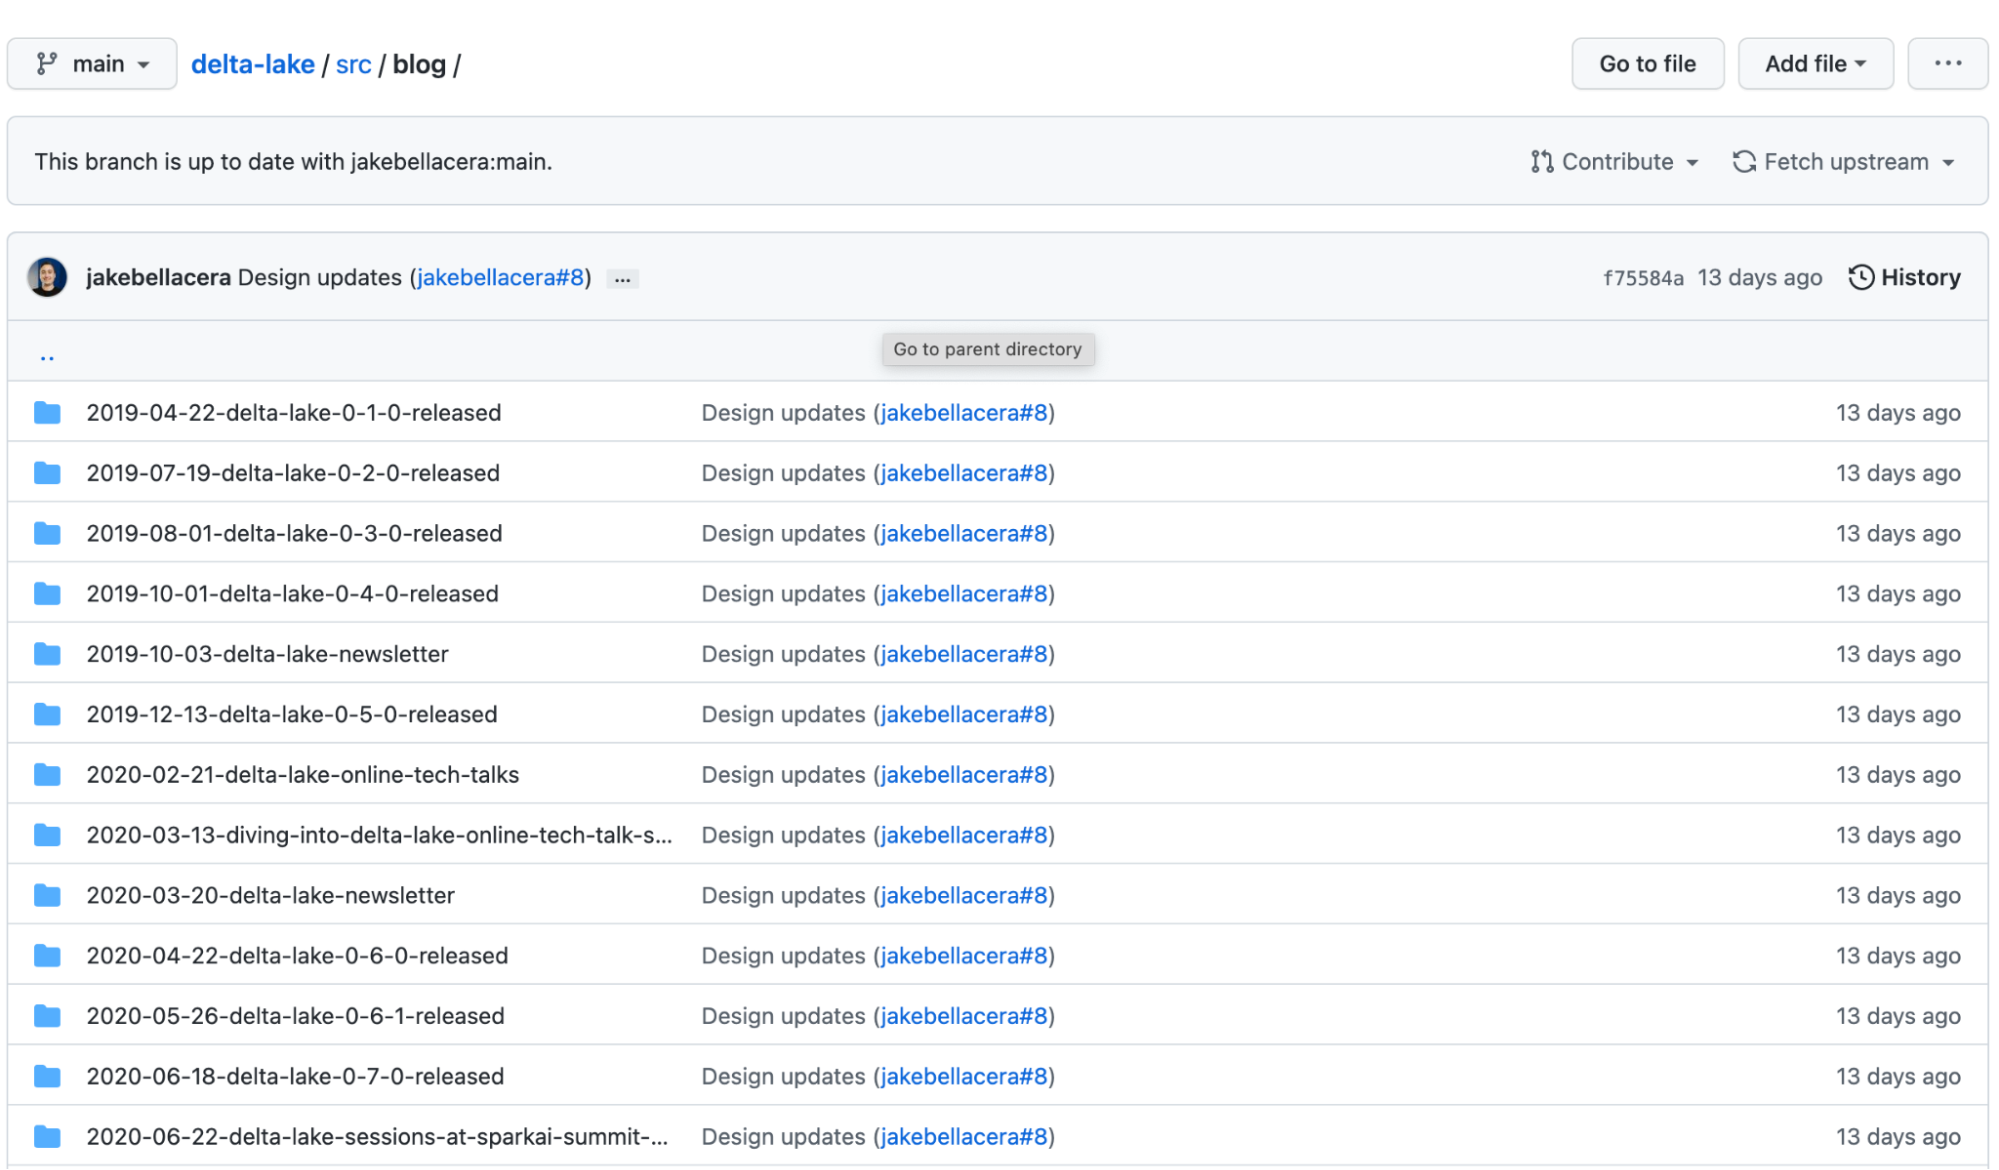 main delta-lake / src / blog / Go to file Add file ...
This branch is up to date with jakebellacera:main. Contribute Fetch upstream
jakebellacera Design updates (jakebellacera#8) ... f75584a 13 days ago History
..
Go to parent directory
2019-04-22-delta-lake-0-1-0-released Design updates (jakebellacera#8) 13 days ago
2019-07-19-delta-lake-0-2-0-released Design updates (jakebellacera#8) 13 days ago
2019-08-01-delta-lake-0-3-0-released Design updates (jakebellacera#8) 13 days ago
2019-10-01-delta-lake-0-4-0-released Design updates (jakebellacera#8) 13 days ago
2019-10-03-delta-lake-newsletter Design updates (jakebellacera#8) 13 days ago
2019-12-13-delta-lake-0-5-0-released Design updates (jakebellacera#8) 13 days ago
2020-02-21-delta-lake-online-tech-talks Design updates (jakebellacera#8) 13 days ago
2020-03-13-diving-into-delta-lake-online-tech-talk-s... Design updates (jakebellacera#8) 13 days ago
2020-03-20-delta-lake-newsletter Design updates (jakebellacera#8) 13 days ago
2020-04-22-delta-lake-0-6-0-released Design updates (jakebellacera#8) 13 days ago
2020-05-26-delta-lake-0-6-1-released Design updates (jakebellacera#8) 13 days ago
2020-06-18-delta-lake-0-7-0-released Design updates (jakebellacera#8) 13 days ago
2020-06-22-delta-lake-sessions-at-sparkai-summit-... Design updates (jakebellacera#8) 13 days ago